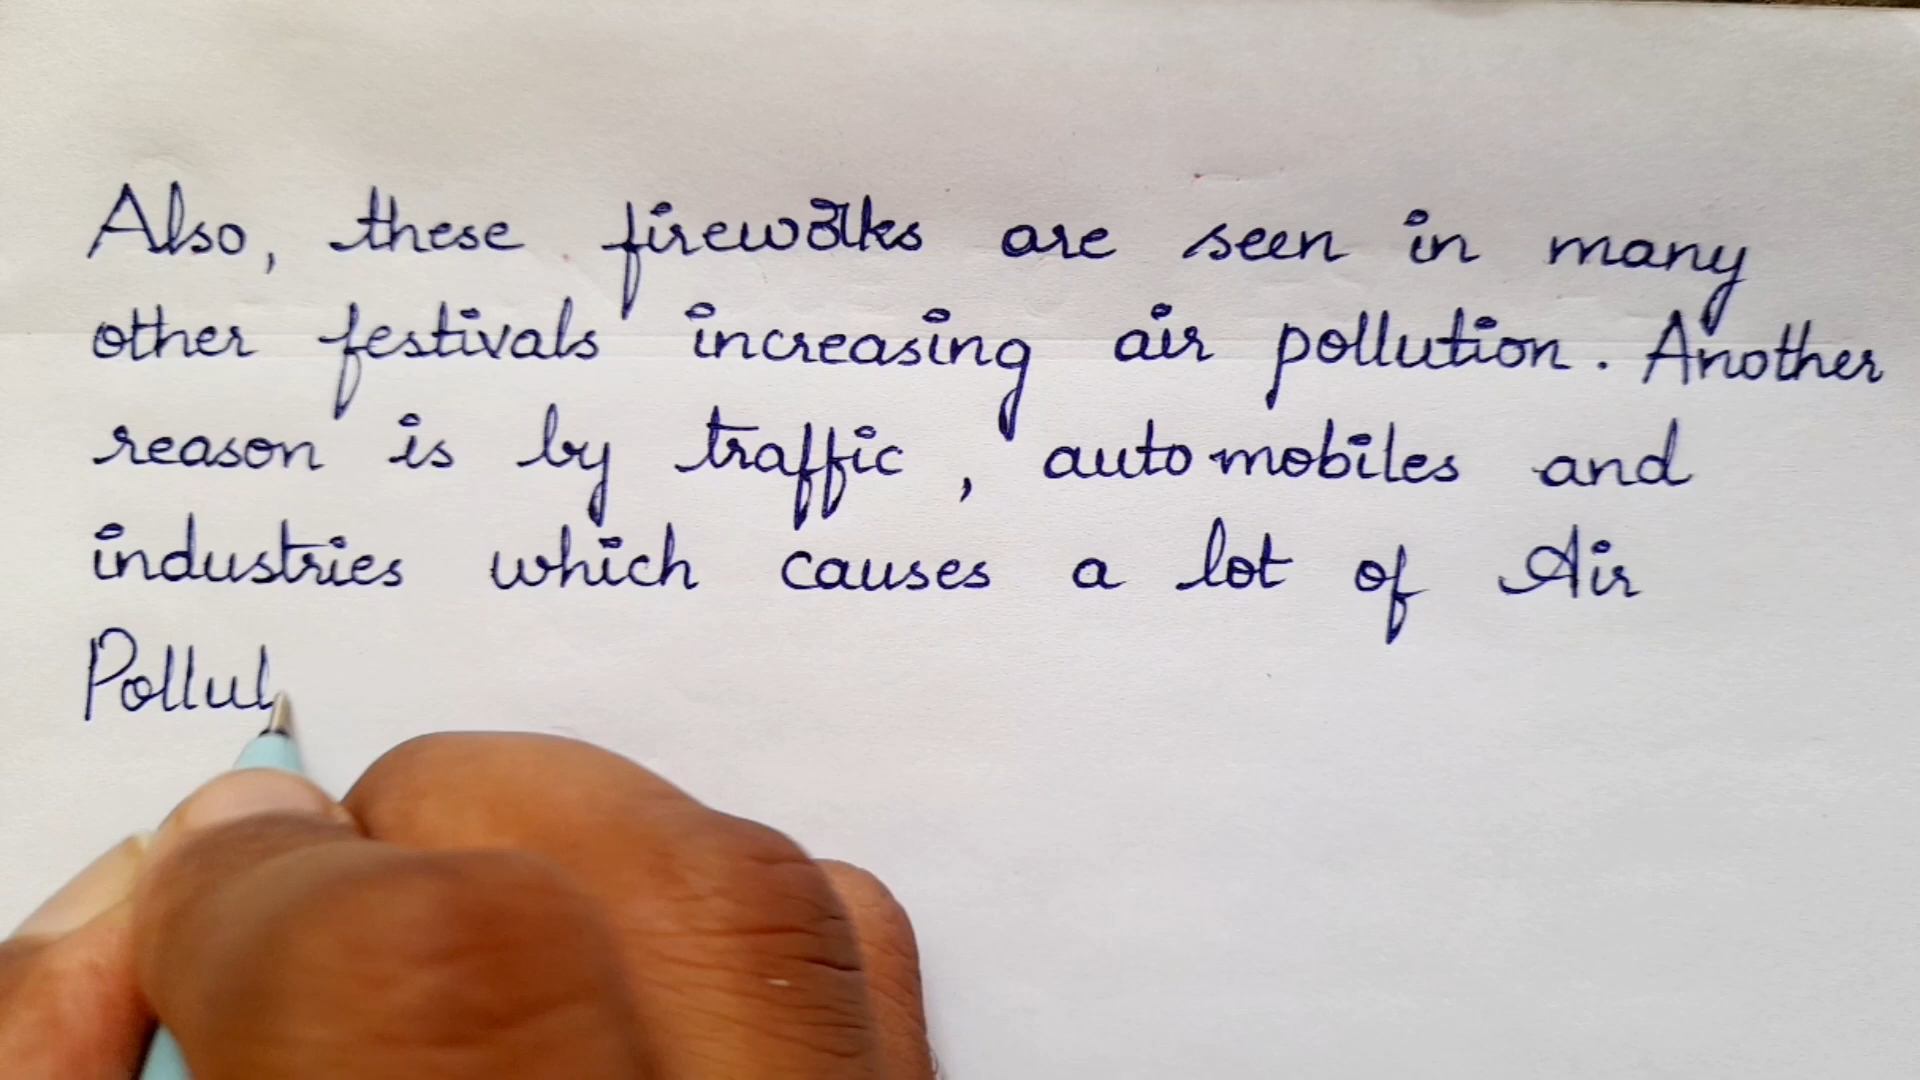 Also, these fireworks are seen in many
other festivals increasing air pollution. Another
reason is by traffic, automobiles and
industries which causes a lot of Air
Pollut